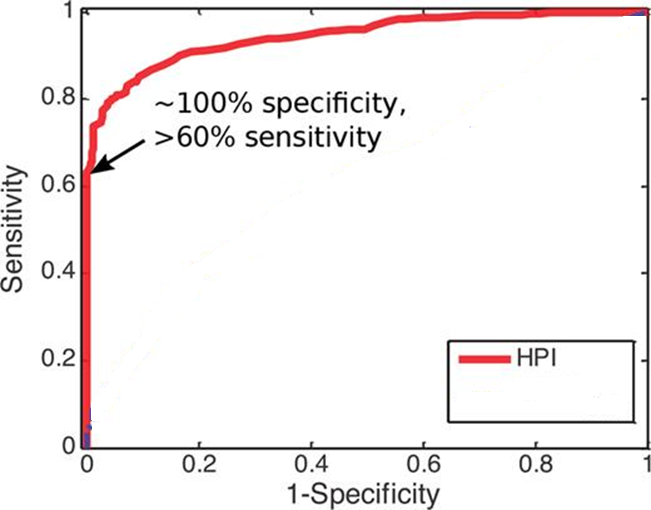 1
0.8
0.6
0.4
0.2
0
Sensitivity
~100% specificity,
>60% sensitivity
HPI
0 0.2 0.4 0.6 0.8 1
1-Specificity